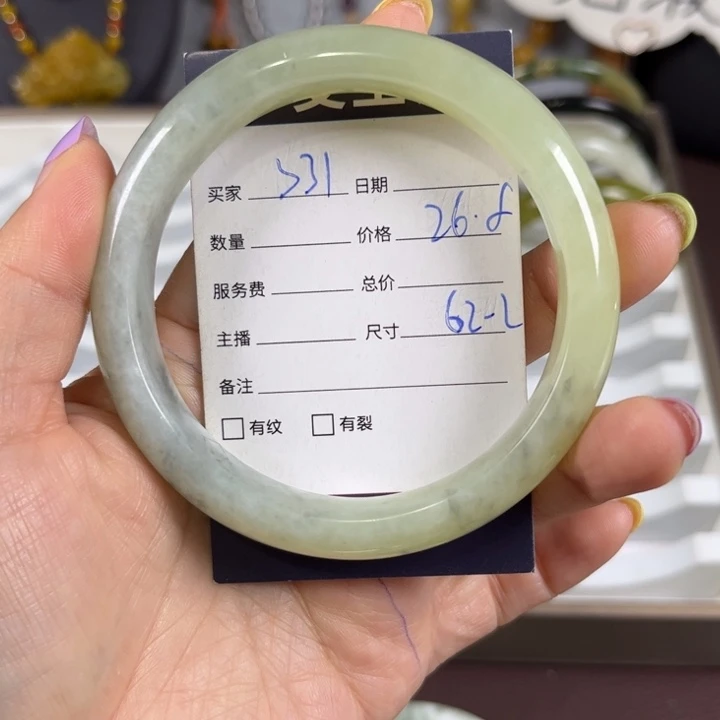 买家 331 日期
数量 价格 26.8
服务费 总价
主播 尺寸 62-2
备注
□有纹 □有裂